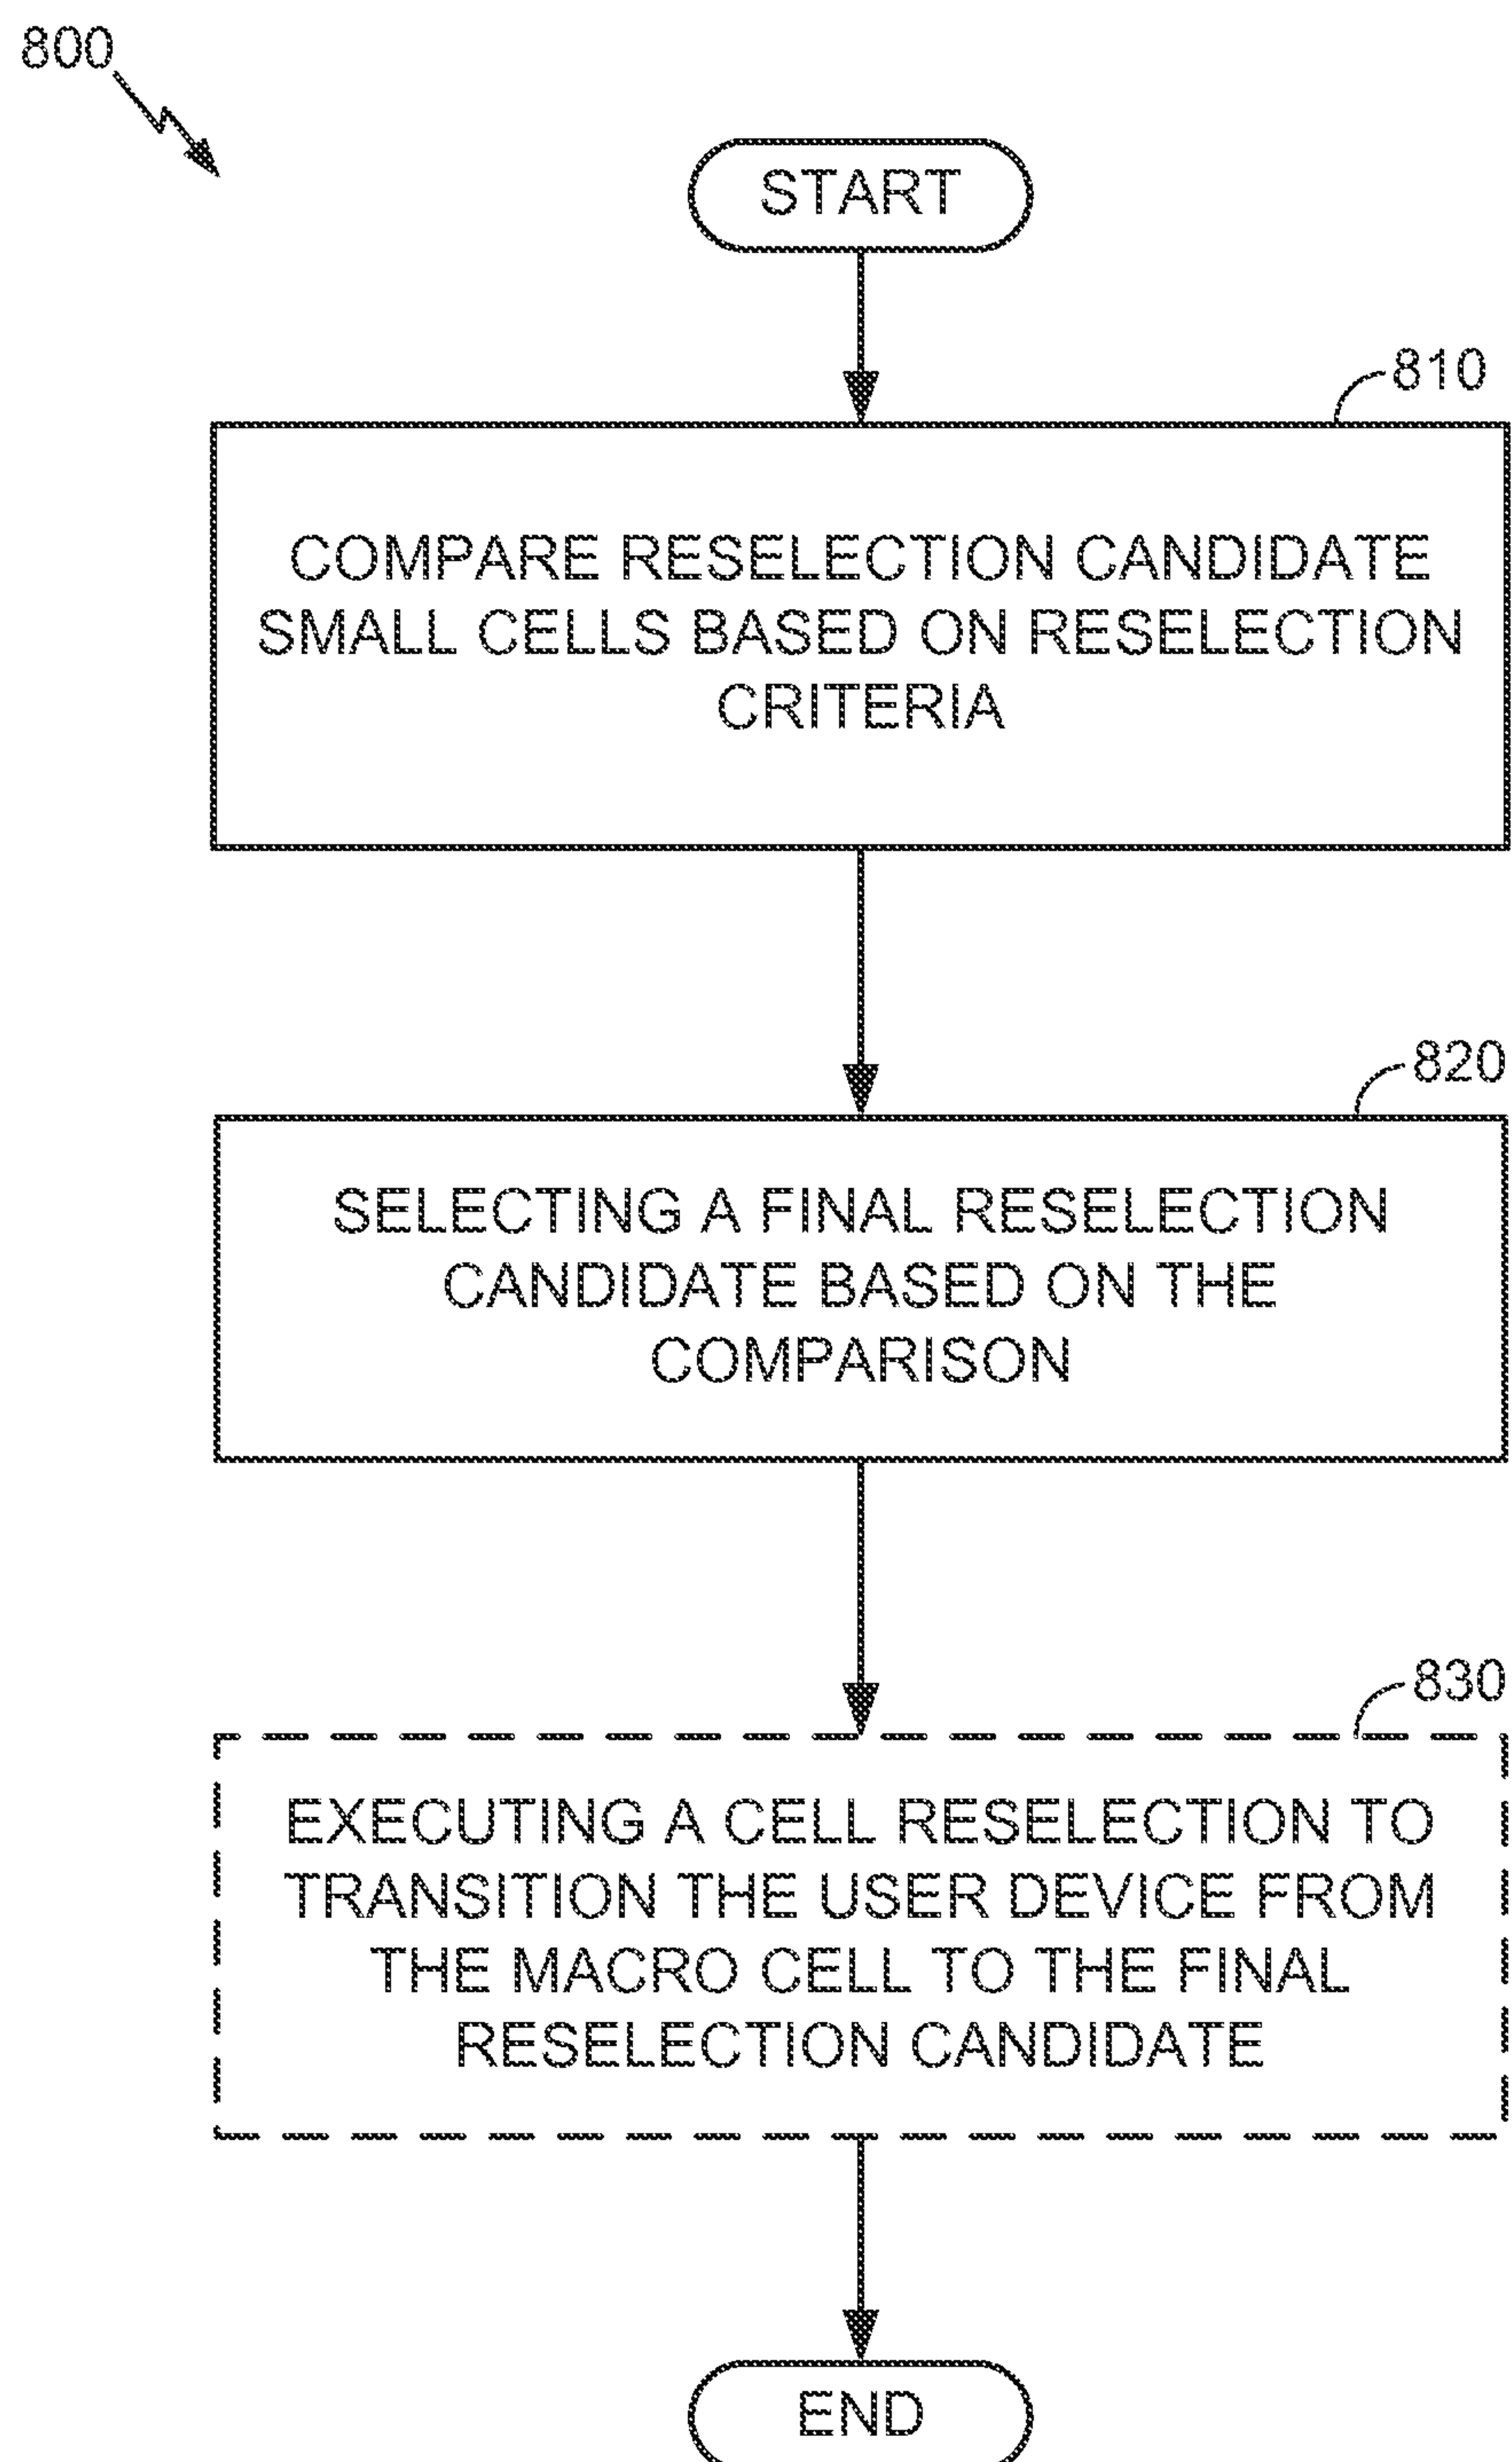 800
START
810
COMPARE RESELECTION CANDIDATE
SMALL CELLS BASED ON RESELECTION
CRITERIA
820
SELECTING A FINAL RESELECTION
CANDIDATE BASED ON THE
COMPARISON
830
EXECUTING A CELL RESELECTION TO
TRANSITION THE USER DEVICE FROM
THE MACRO CELL TO THE FINAL
RESELECTION CANDIDATE
END